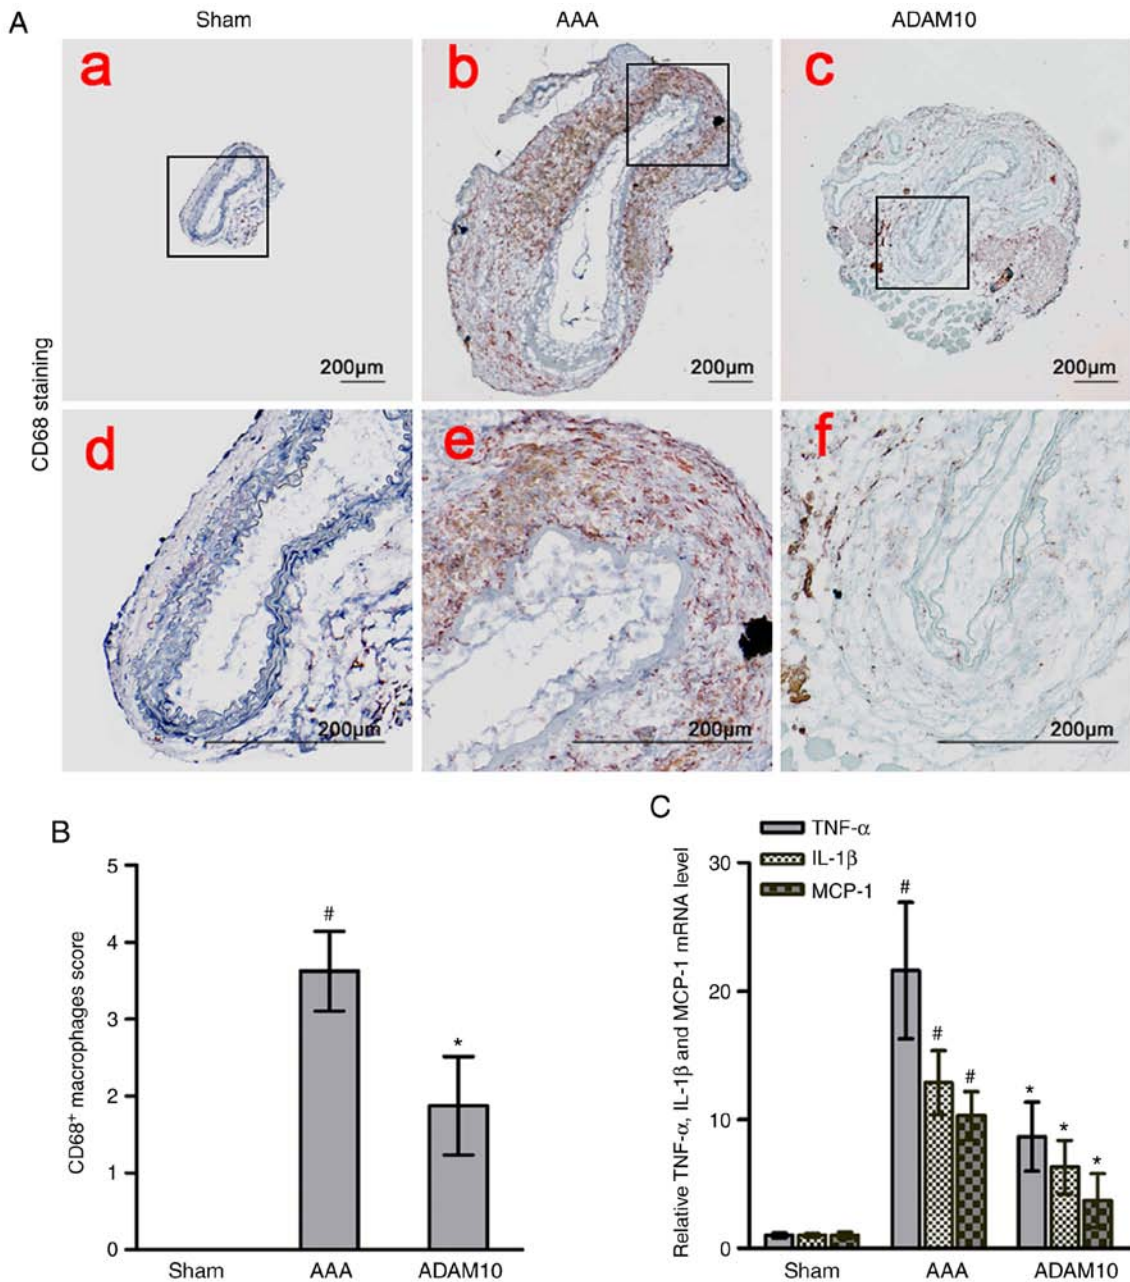 A
Sham
AAA
ADAM10
CD68 staining
a
b
c
200μm
200μm
200μm
d
e
f
200μm
200μm
200μm
B
CD68⁺ macrophages score
5
4
3
2
1
0
#
*
Sham
AAA
ADAM10
C
TNF-α
IL-1β
MCP-1
Relative TNF-α, IL-1β and MCP-1 mRNA level
30
20
10
0
#
#
#
*
*
*
Sham
AAA
ADAM10